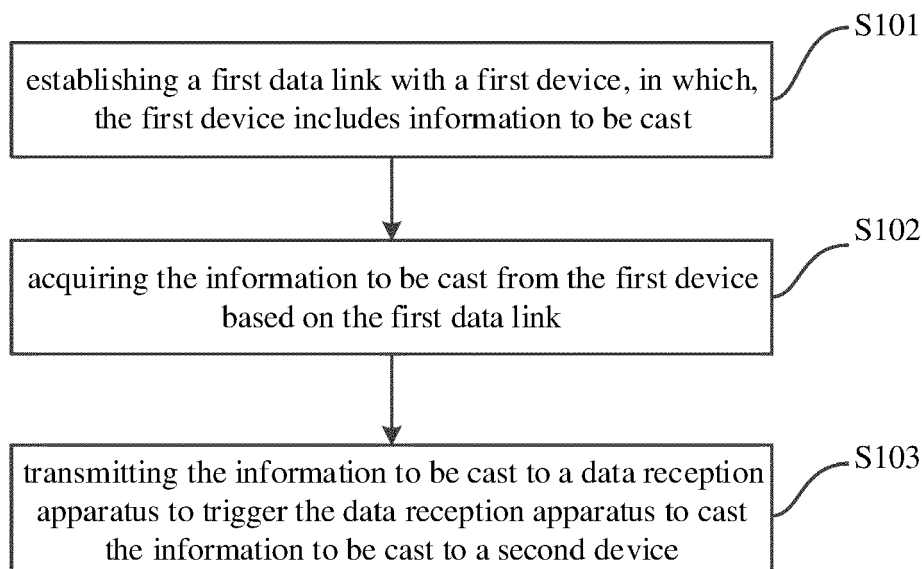 S101
establishing a first data link with a first device, in which,
the first device includes information to be cast
S102
acquiring the information to be cast from the first device
based on the first data link
S103
transmitting the information to be cast to a data reception
apparatus to trigger the data reception apparatus to cast
the information to be cast to a second device